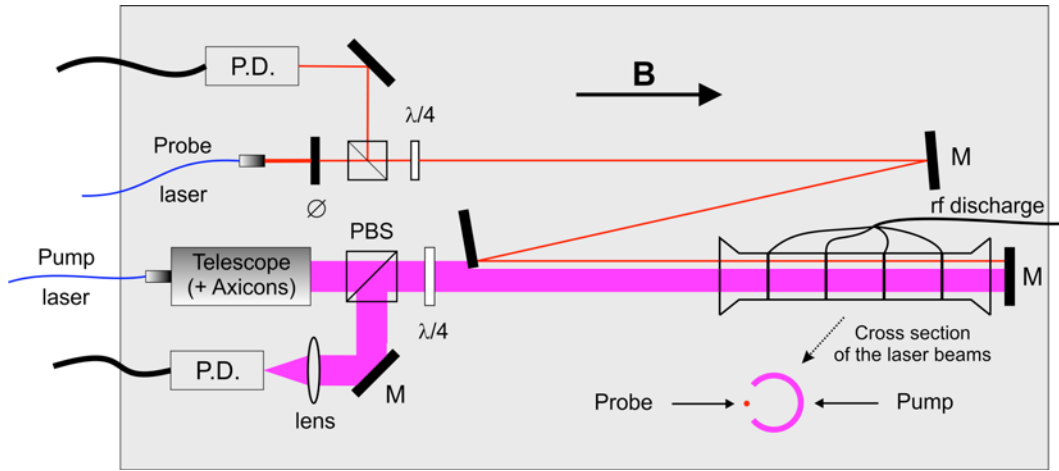 P.D.
B
λ/4
Probe
laser
M
∅
rf discharge
PBS
Pump
laser
Telescope
(+ Axicons)
M
λ/4
Cross section
of the laser beams
P.D.
M
lens
Probe
Pump